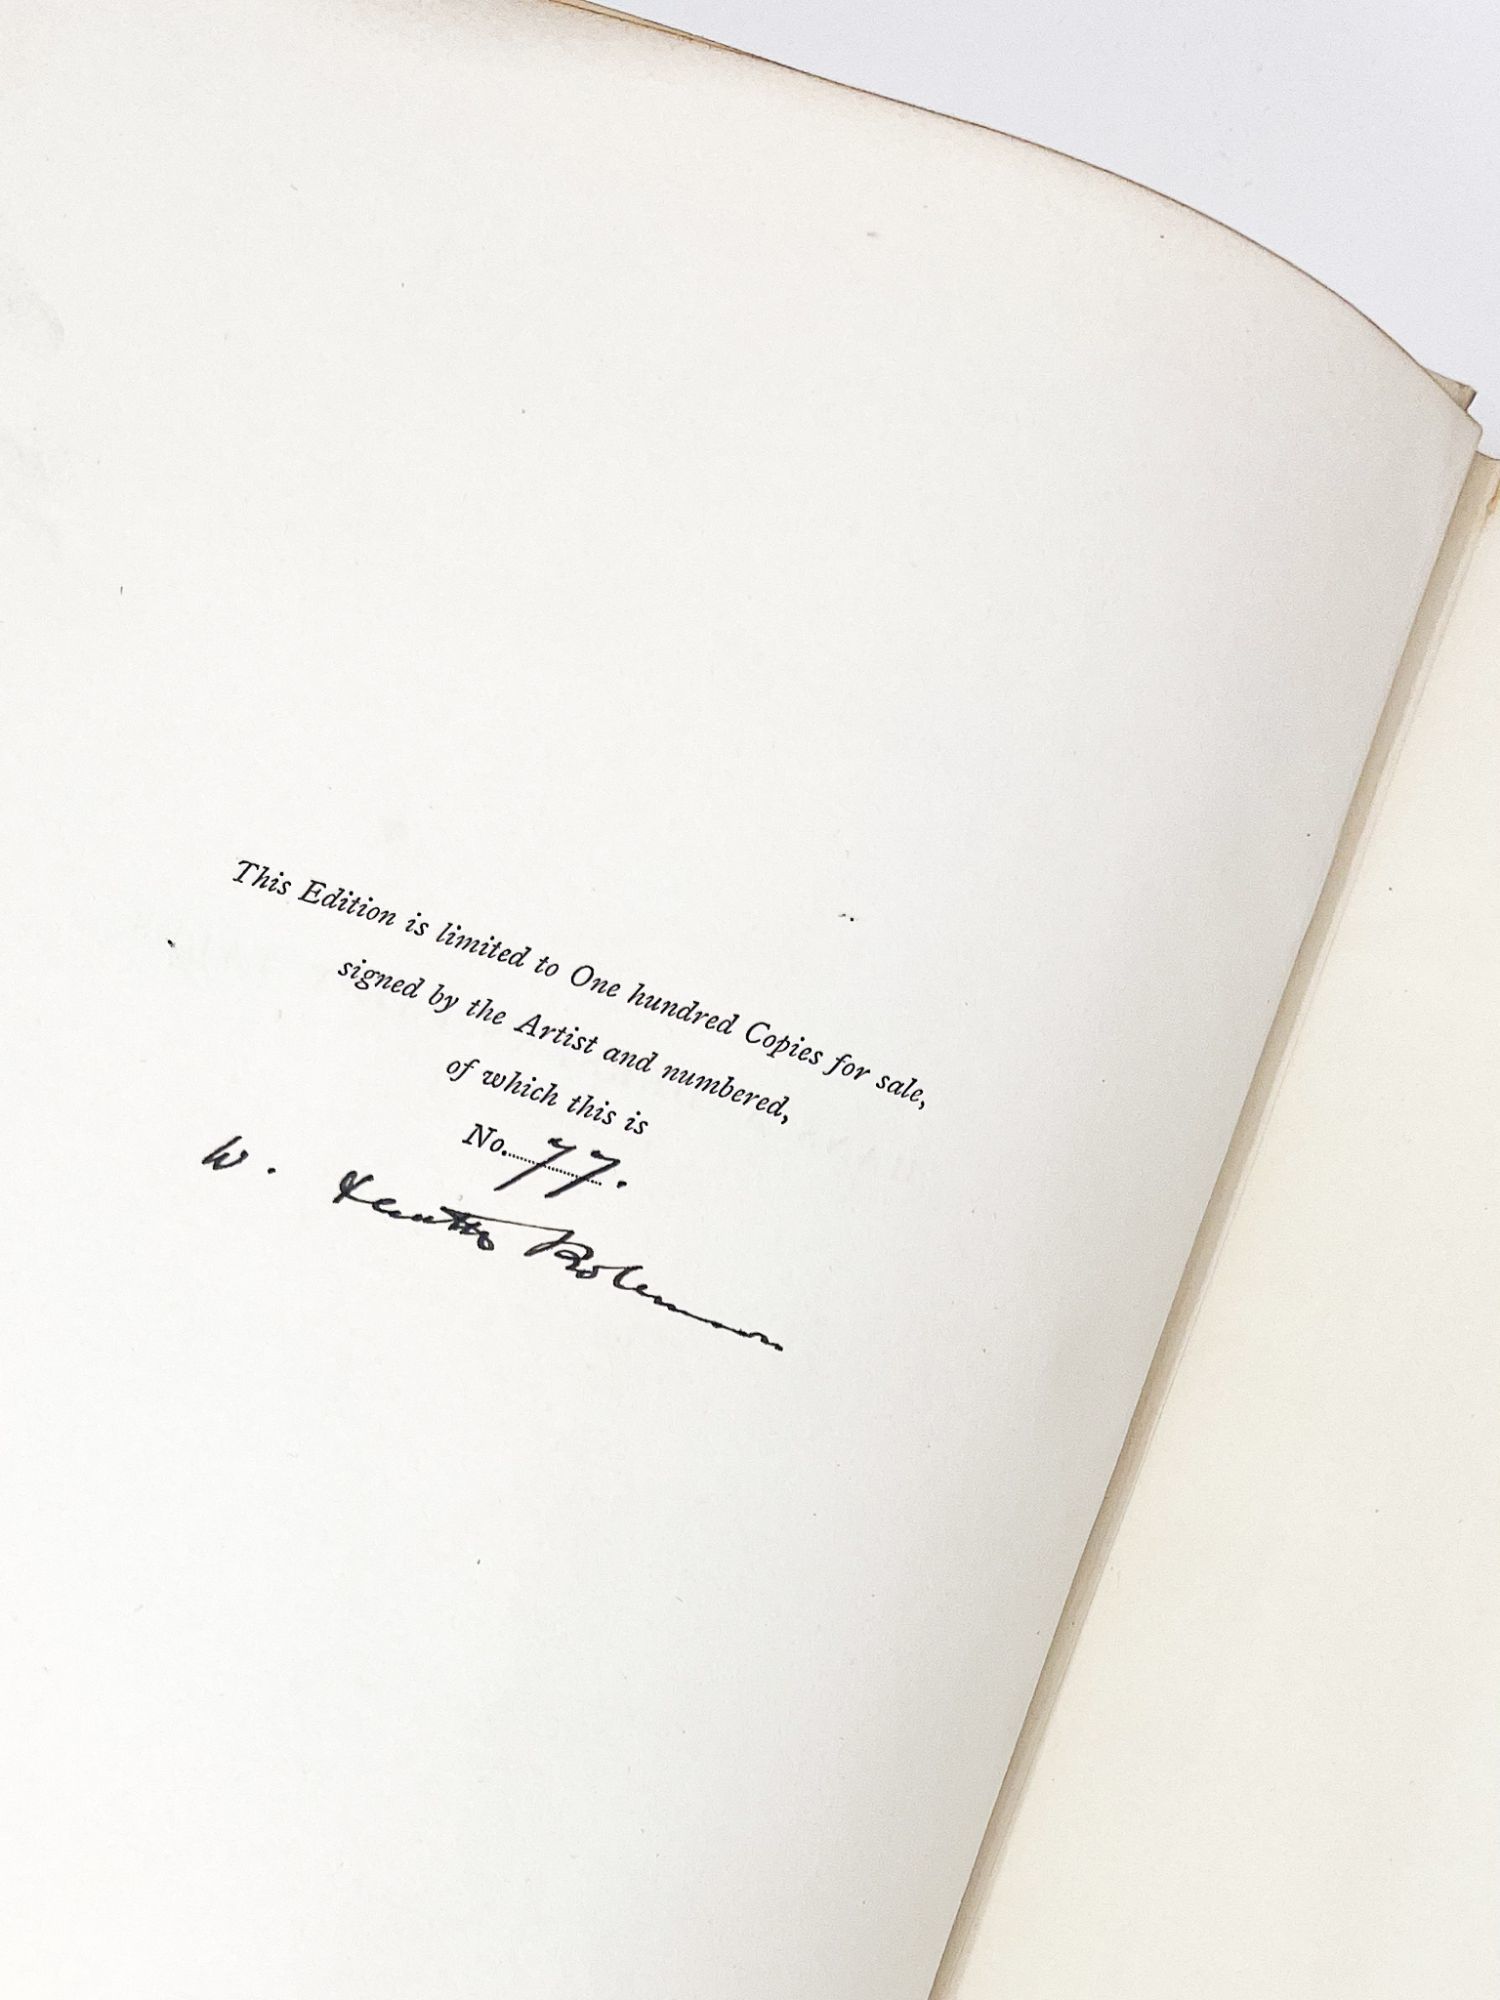 This Edition is limited to One hundred Copies for sale,
signed by the Artist and numbered,
of which this is
No. 77.
W. Heath Robinson